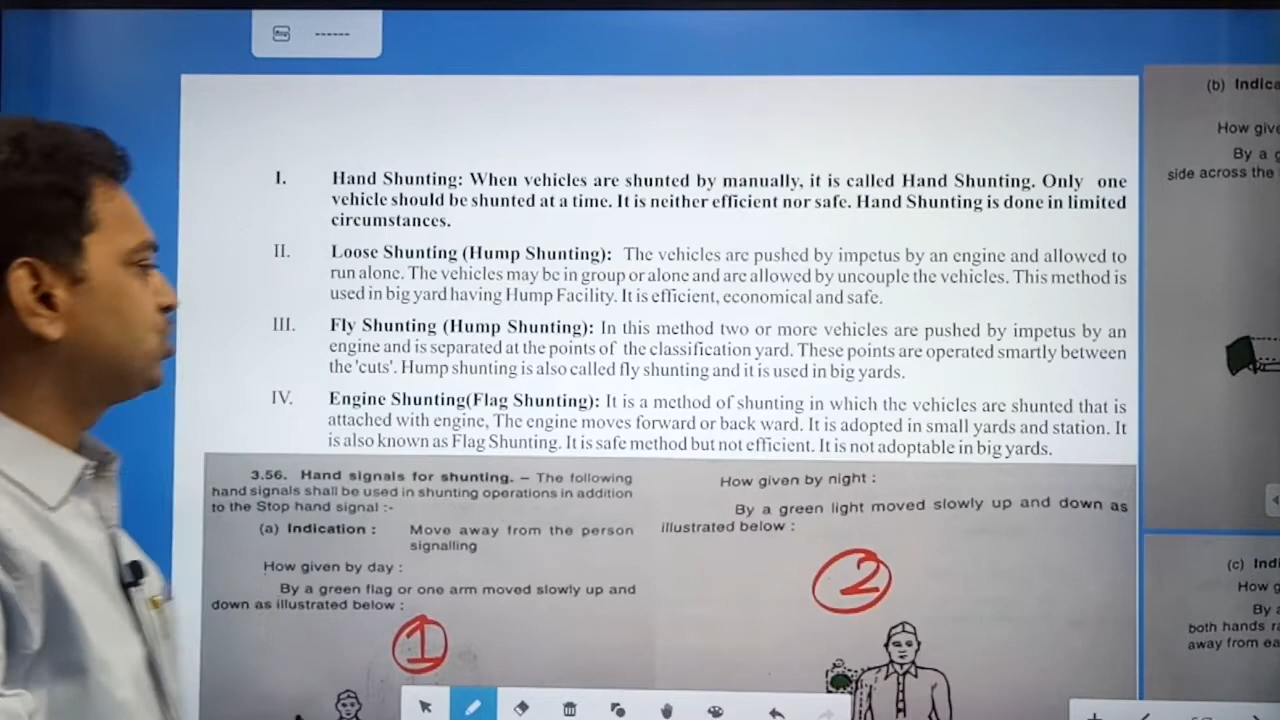 I. Hand Shunting: When vehicles are shunted by manually, it is called Hand Shunting. Only one
vehicle should be shunted at a time. It is neither efficient nor safe. Hand Shunting is done in limited
circumstances.
II. Loose Shunting (Hump Shunting): The vehicles are pushed by impetus by an engine and allowed to
run alone. The vehicles may be in group or alone and are allowed by uncouple the vehicles. This method is
used in big yard having Hump Facility. It is efficient, economical and safe.
III. Fly Shunting (Hump Shunting): In this method two or more vehicles are pushed by impetus by an
engine and is separated at the points of the classification yard. These points are operated smartly between
the 'cuts'. Hump shunting is also called fly shunting and it is used in big yards.
IV. Engine Shunting(Flag Shunting): It is a method of shunting in which the vehicles are shunted that is
attached with engine, The engine moves forward or back ward. It is adopted in small yards and station. It
is also known as Flag Shunting. It is safe method but not efficient. It is not adoptable in big yards.
3.56. Hand signals for shunting. – The following
hand signals shall be used in shunting operations in addition
to the Stop hand signal :-
(a) Indication : Move away from the person
signalling
How given by day :
By a green flag or one arm moved slowly up and
down as illustrated below :
1
How given by night :
By a green light moved slowly up and down as
illustrated below :
2
(b)
How
By a
side across the
(c)
How
By
both hands
away from